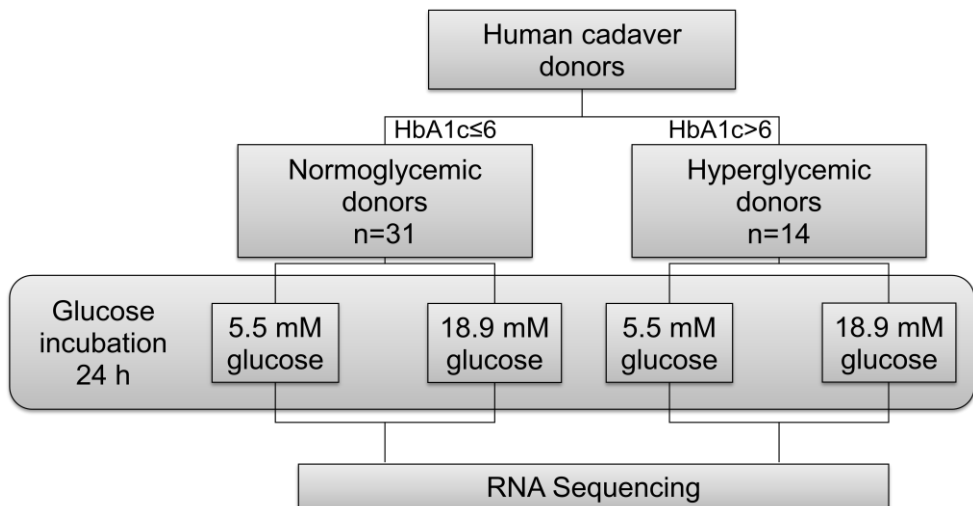 Human cadaver
donors
HbA1c≤6
HbA1c>6
Normoglycemic
donors
n=31
Hyperglycemic
donors
n=14
Glucose
incubation
24 h
5.5 mM
glucose
18.9 mM
glucose
5.5 mM
glucose
18.9 mM
glucose
RNA Sequencing